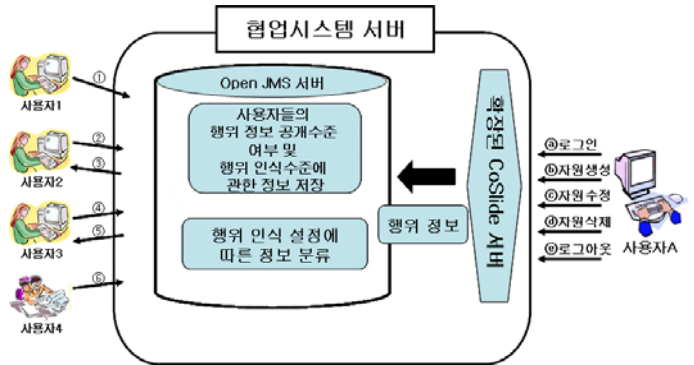 협업시스템 서버
Open JMS 서버
사용자들의
행위 정보 공개수준
여부 및
행위 인식수준에
관한 정보 저장
행위 인식 설정에
따른 정보 분류
행위 정보
확장된 CoSlide 서버
①
사용자1
②
③
사용자2
④
⑤
사용자3
⑥
사용자4
ⓐ로그인
ⓑ자원생성
ⓒ자원수정
ⓓ자원삭제
ⓔ로그아웃
사용자A